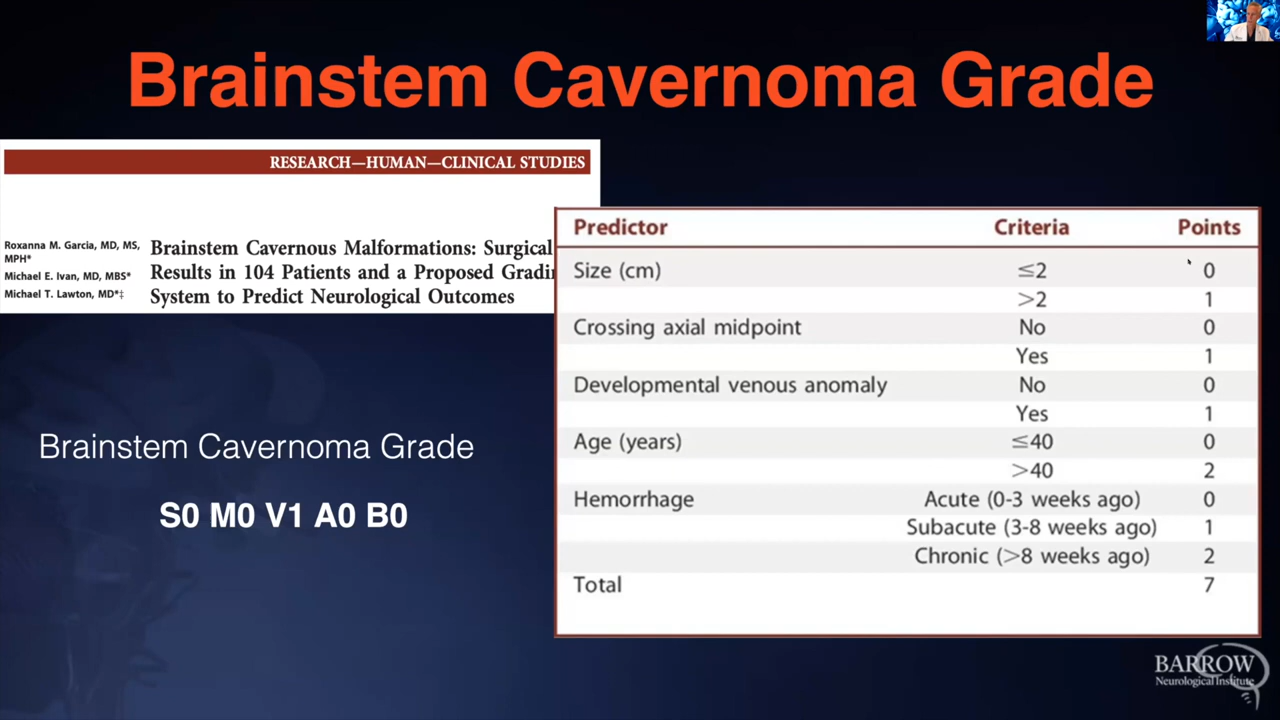 Brainstem Cavernoma Grade
RESEARCH—HUMAN—CLINICAL STUDIES
Roxanna M. Garcia, MD, MS,
MPH*
Michael E. Ivan, MD, MBS*
Michael T. Lawton, MD*‡
Brainstem Cavernous Malformations: Surgical
Results in 104 Patients and a Proposed Gradin
System to Predict Neurological Outcomes
Brainstem Cavernoma Grade
S0 M0 V1 A0 B0
Predictor Criteria Points
Size (cm) ≤2 0
>2 1
Crossing axial midpoint No 0
Yes 1
Developmental venous anomaly No 0
Yes 1
Age (years) ≤40 0
>40 2
Hemorrhage Acute (0-3 weeks ago) 0
Subacute (3-8 weeks ago) 1
Chronic (>8 weeks ago) 2
Total 7
BARROW
Neurological Institute